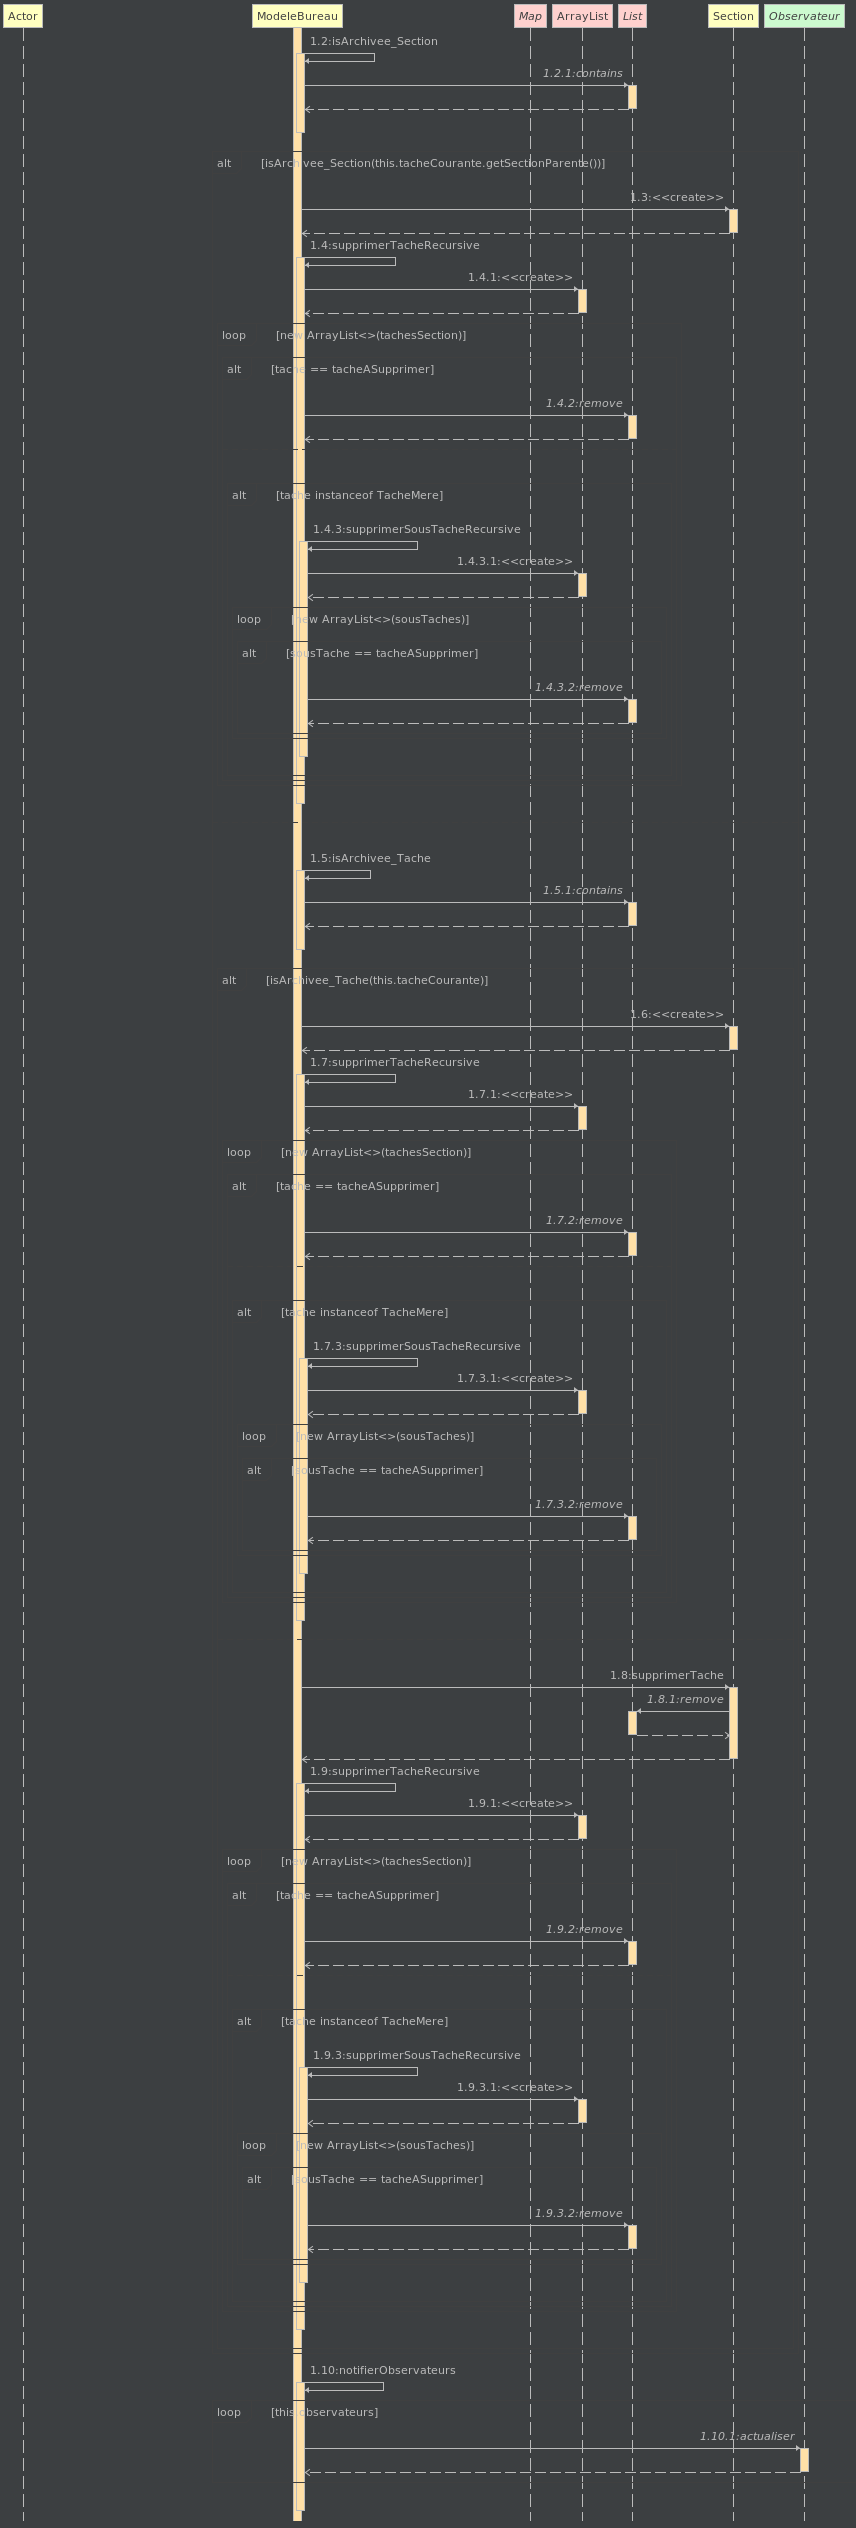 Actor
ModeleBureau
Map
ArrayList
List
Section
Observateur
1.2:isArchivee_Section
1.2.1:contains
alt [isArchivee_Section(this.tacheCourante.getSectionParente())]
1.3:<<create>>
1.4:supprimerTacheRecursive
1.4.1:<<create>>
loop [new ArrayList<>(tachesSection)]
alt [tache == tacheASupprimer]
1.4.2:remove
alt [tache instanceof TacheMere]
1.4.3:supprimerSousTacheRecursive
1.4.3.1:<<create>>
loop [new ArrayList<>(sousTaches)]
alt [sousTache == tacheASupprimer]
1.4.3.2:remove
1.5:isArchivee_Tache
1.5.1:contains
alt [isArchivee_Tache(this.tacheCourante)]
1.6:<<create>>
1.7:supprimerTacheRecursive
1.7.1:<<create>>
loop [new ArrayList<>(tachesSection)]
alt [tache == tacheASupprimer]
1.7.2:remove
alt [tache instanceof TacheMere]
1.7.3:supprimerSousTacheRecursive
1.7.3.1:<<create>>
loop [new ArrayList<>(sousTaches)]
alt [sousTache == tacheASupprimer]
1.7.3.2:remove
1.8:supprimerTache
1.8.1:remove
1.9:supprimerTacheRecursive
1.9.1:<<create>>
loop [new ArrayList<>(tachesSection)]
alt [tache == tacheASupprimer]
1.9.2:remove
alt [tache instanceof TacheMere]
1.9.3:supprimerSousTacheRecursive
1.9.3.1:<<create>>
loop [new ArrayList<>(sousTaches)]
alt [sousTache == tacheASupprimer]
1.9.3.2:remove
1.10:notifierObservateurs
loop [this.observateurs]
1.10.1:actualiser